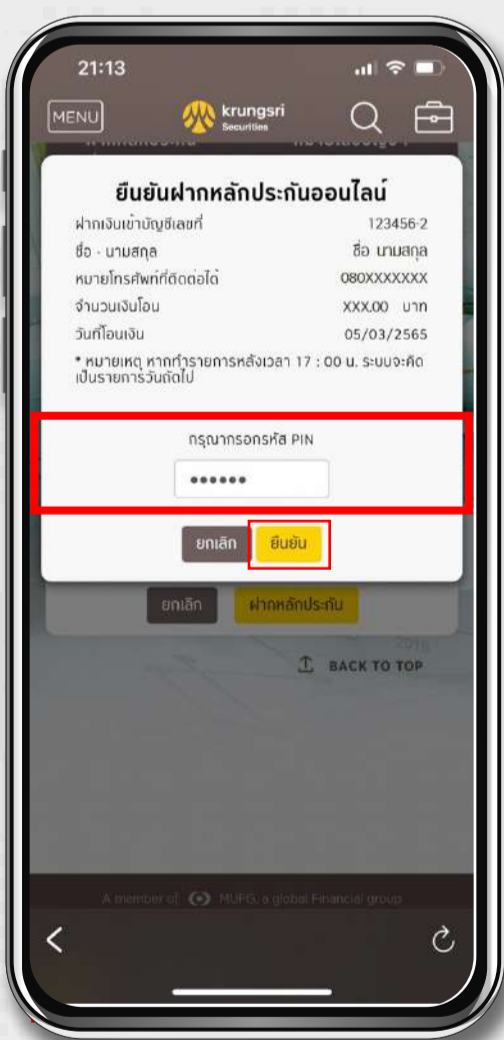 21:13
MENU
krungsri
Securities
ยืนยันฝากหลักประกันออนไลน์
ฝากเงินเข้าบัญชีเลขที่ 123456-2
ชื่อ - นามสกุล ชื่อ นามสกุล
หมายโทรศัพท์ที่ติดต่อได้ 080XXXXXXX
จำนวนเงินโอน XXX.00 บาท
วันที่โอนเงิน 05/03/2565
* หมายเหตุ หากทำรายการหลังเวลา 17 : 00 น. ระบบจะคิด
เป็นรายการวันถัดไป
กรุณากรอกรหัส PIN
••••••
ยกเลิก ยืนยัน
ยกเลิก ฝากหลักประกัน
2018
BACK TO TOP
A member of MUFG, a global Financial group